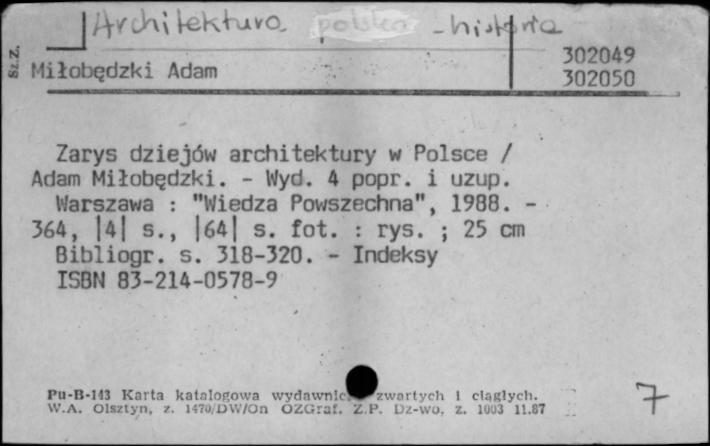 Architektura polska - historia
Sz.Z.
302049
Miłobędzki Adam
302050
Zarys dziejów architektury w Polsce /
Adam Miłobędzki. - Wyd. 4 popr. i uzup.
Warszawa : "Wiedza Powszechna", 1988. -
364, |4| s., |64| s. fot. : rys. ; 25 cm
Bibliogr. s. 318-320. - Indeksy
ISBN 83-214-0578-9
Pu-B-143 Karta katalogowa wydawnic zwartych i ciągłych.
W.A. Olsztyn, z. 1470/DW/On OZGraf. Z.P. Dz-wo, z. 1003 11.87
7